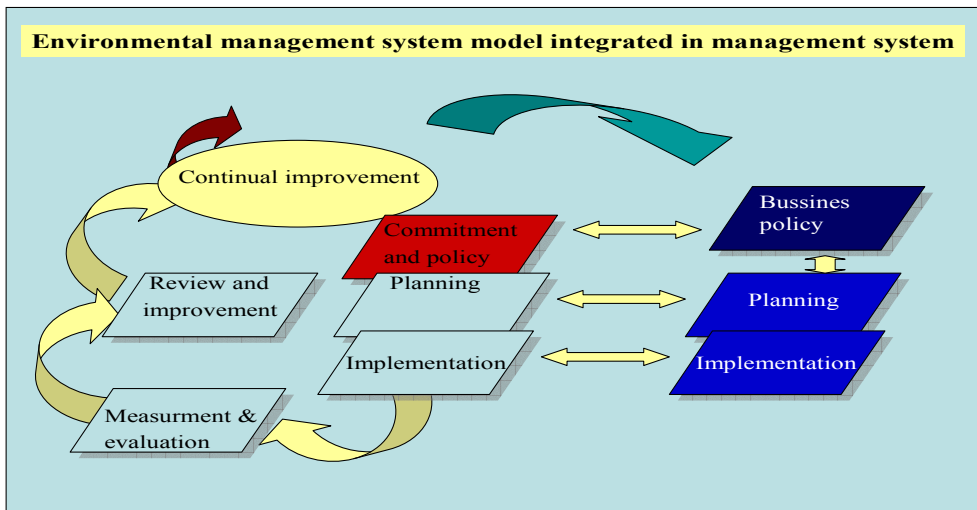 Environmental management system model integrated in management system
Continual improvement
Commitment
and policy
Bussines
policy
Review and
improvement
Planning
Planning
Implementation
Implementation
Measurment &
evaluation